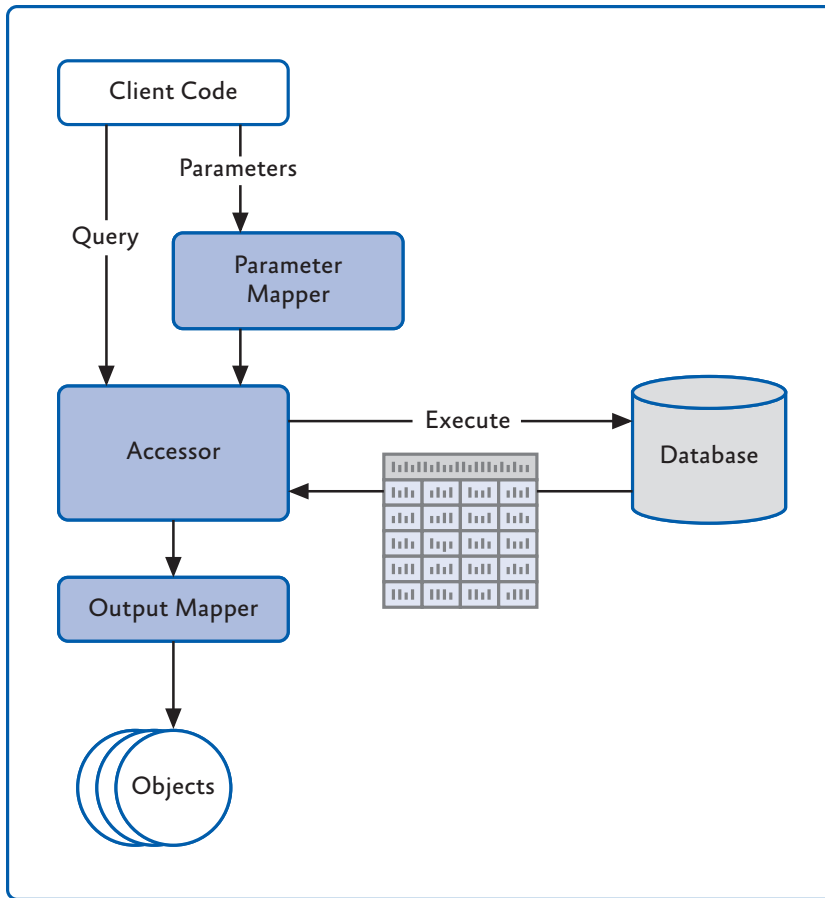 Client Code
Parameters
Query
Parameter
Mapper
Accessor
Execute
Database
Output Mapper
Objects